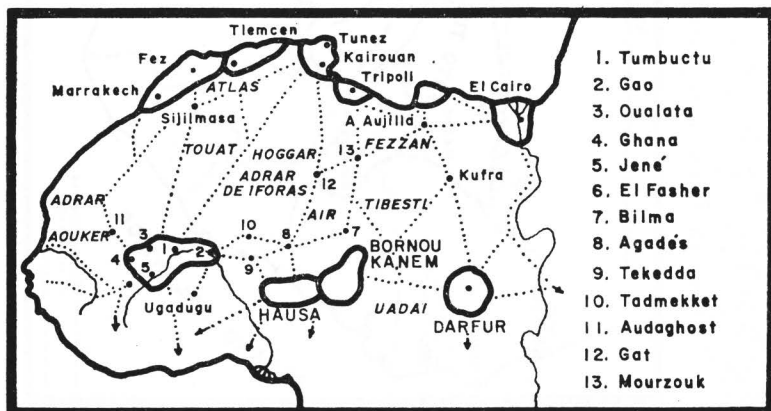 Tlemcen
Tunez
Fez
Kairouan
Tripoli
Marrakech
ATLAS
El Cairo
Sijilmasa
A Aujilla
TOUAT
13
FEZZAN
HOGGAR
ADRAR
DE IFORAS
12
Kufra
ADRAR
TIBESTI
11
AIR
AOUKER
3
1
10
8
7
2
4
5
9
BORNOU
KANEM
Ugadugu
HAUSA
UADAI
DARFUR
1. Tumbuctu
2. Gao
3. Oualata
4. Ghana
5. Jené
6. El Fasher
7. Bilma
8. Agadés
9. Tekedda
10. Tadmekket
11. Audaghost
12. Gat
13. Mourzouk